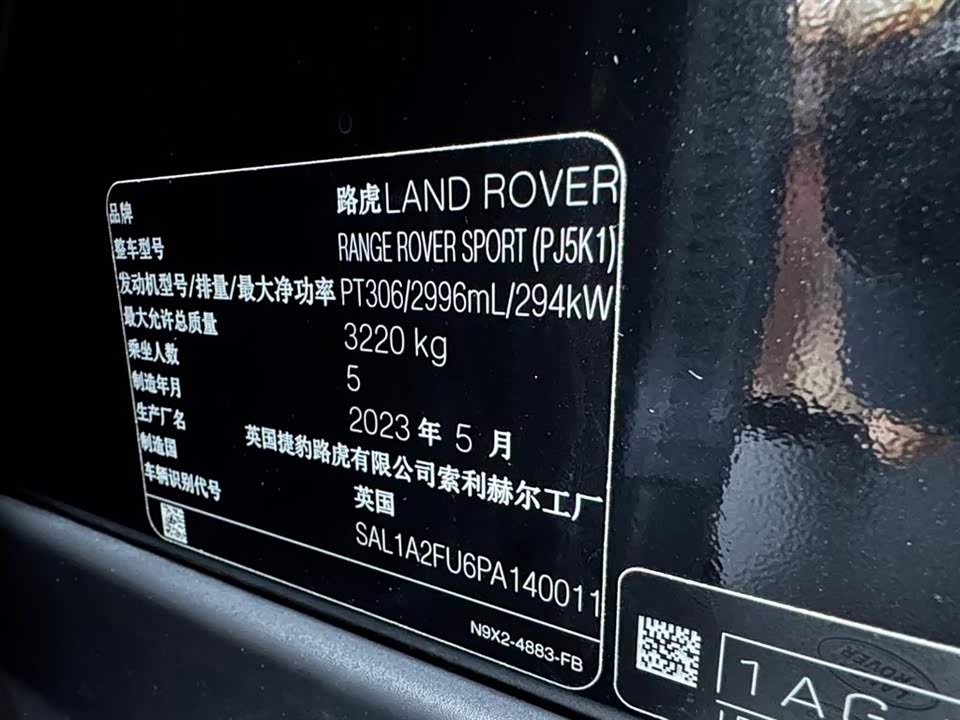 品牌 路虎LAND ROVER
整车型号 RANGE ROVER SPORT (PJ5K1)
发动机型号/排量/最大净功率 PT306/2996mL/294kW
最大允许总质量 3220 kg
乘坐人数 5
制造年月 2023 年 5 月
生产厂名 英国捷豹路虎有限公司索利赫尔工厂
制造国 英国
车辆识别代号 SAL1A2FU6PA140011
N9X2-4883-FB
LAND ROVER
1AG